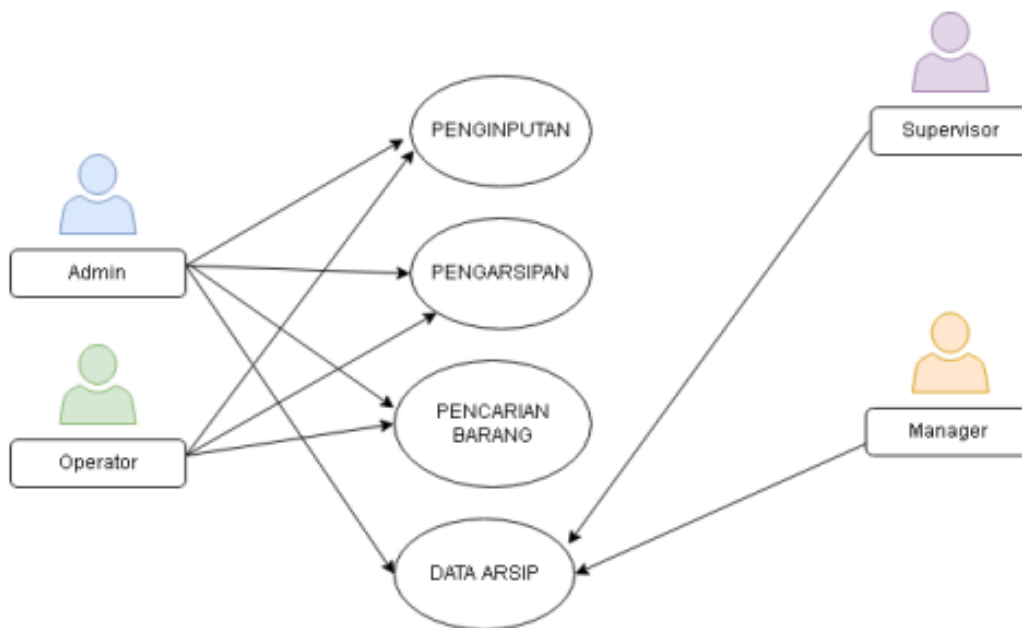 Supervisor
PENGINPUTAN
Admin
PENGARSIPAN
Operator
PENCARIAN
BARANG
Manager
DATA ARSIP